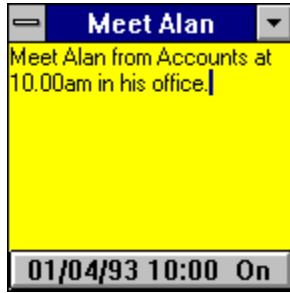 Meet Alan
Meet Alan from Accounts at
10.00am in his office.
01/04/93 10:00 On